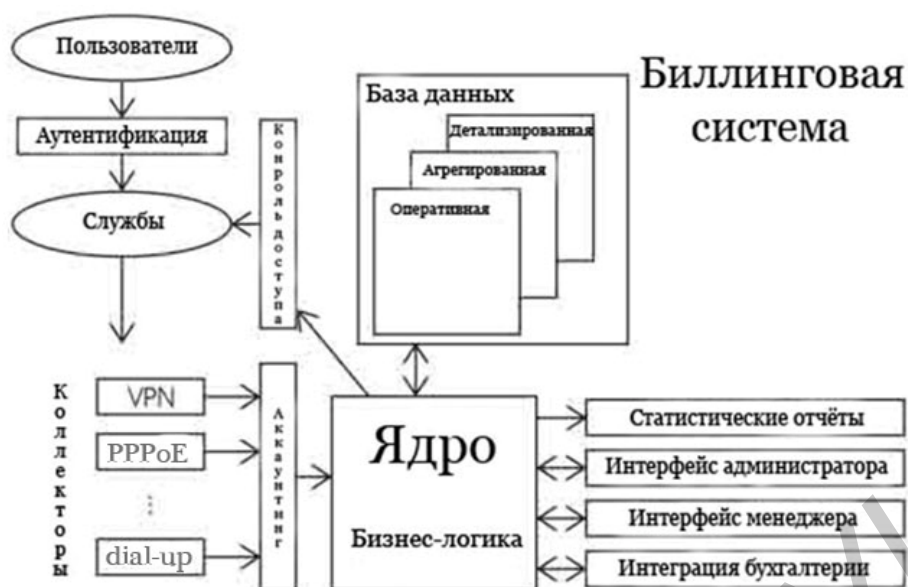 Пользователи
Аутентификация
Службы
Конроль доступа
База данных
Детализированная
Агрегированная
Оперативная
Биллинговая
система
Коллекторы
VPN
PPPoE
dial-up
Аккаунтинг
Ядро
Бизнес-логика
Статистические отчёты
Интерфейс администратора
Интерфейс менеджера
Интеграция бухгалтерии